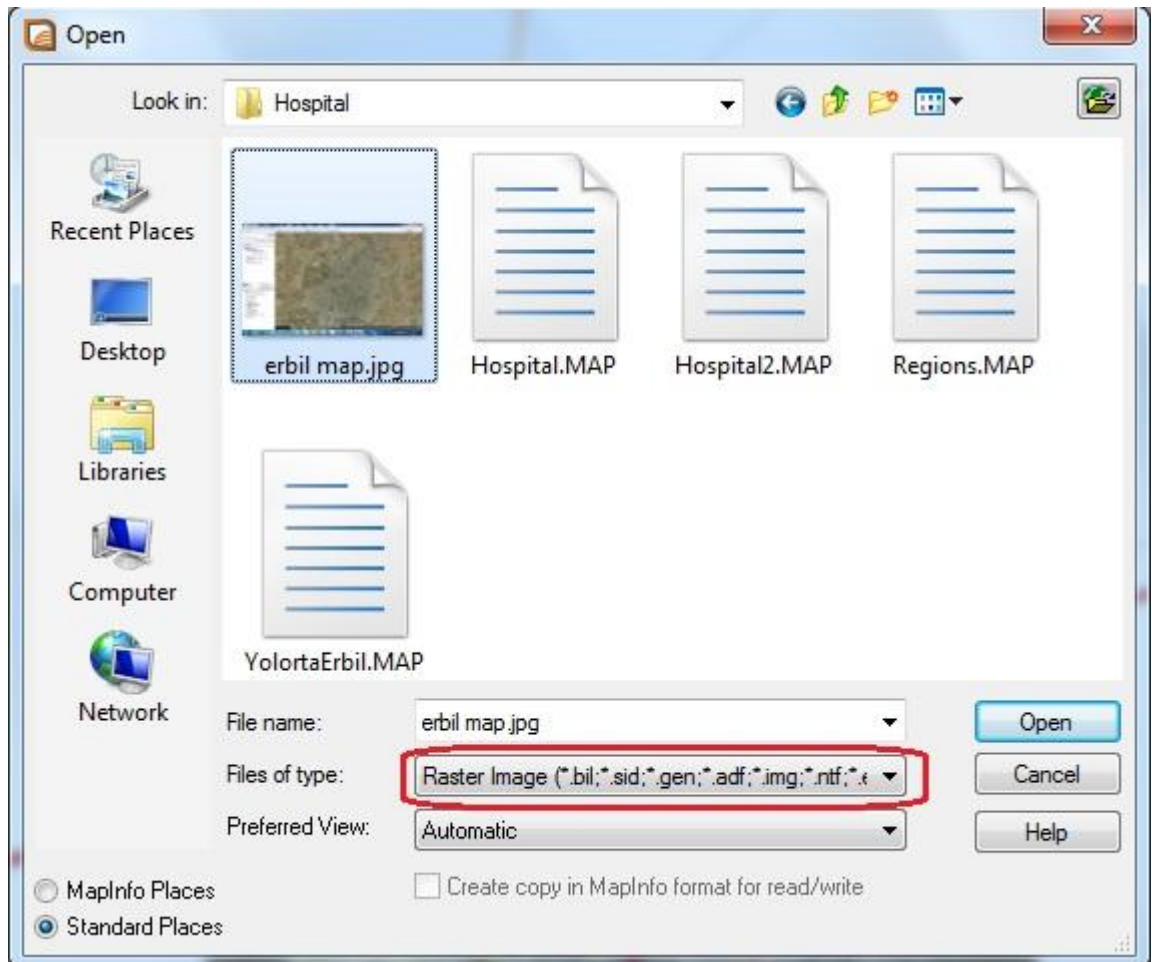 Open
Look in:
Hospital
Recent Places
Desktop
Libraries
Computer
Network
erbil map.jpg
Hospital.MAP
Hospital2.MAP
Regions.MAP
YolortaErbil.MAP
File name:
erbil map.jpg
Open
Files of type:
Raster Image (*.bil;*.sid;*.gen;*.adf;*.img;*.ntf;*.e
Cancel
Preferred View:
Automatic
Help
MapInfo Places
Create copy in MapInfo format for read/write
Standard Places